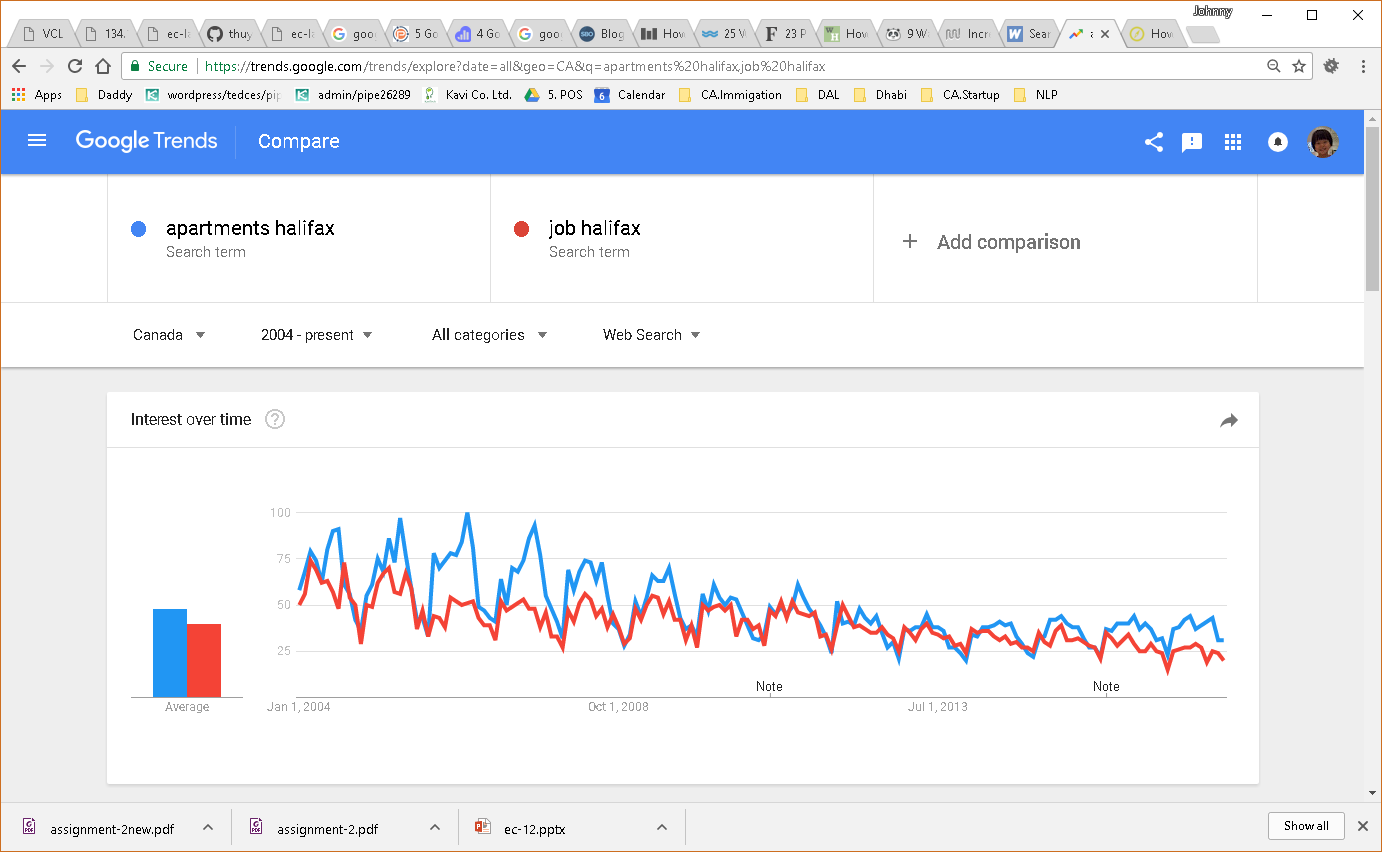 Johnny
VCL 134. ec-la thuy ec-la goo 5 Go 4 Go goo Blog How 25 V 23 P How 9 Wa Incre Sear a How
Secure https://trends.google.com/trends/explore?date=all&geo=CA&q=apartments%20halifax,job%20halifax
Apps Daddy wordpress/tedces/pip admin/pipe26289 Kavi Co. Ltd. 5. POS 6 Calendar CA.Immigation DAL Dhabi CA.Startup NLP
Google Trends Compare
apartments halifax job halifax
Search term Search term
+ Add comparison
Canada 2004 - present All categories Web Search
Interest over time ?
100
75
50
25
Note Note
Average Jan 1, 2004 Oct 1, 2008 Jul 1, 2013
assignment-2new.pdf assignment-2.pdf ec-12.pptx Show all